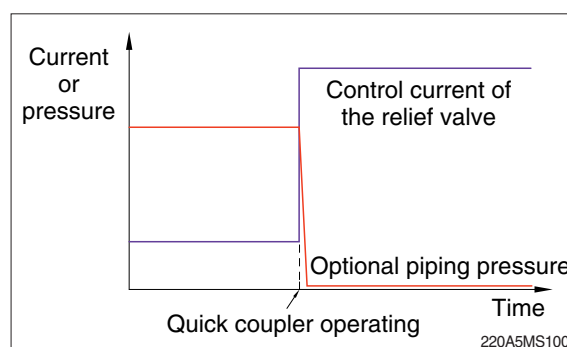 Current
or
pressure
Control current of
the relief valve
Optional piping pressure
Time
Quick coupler operating
220A5MS100